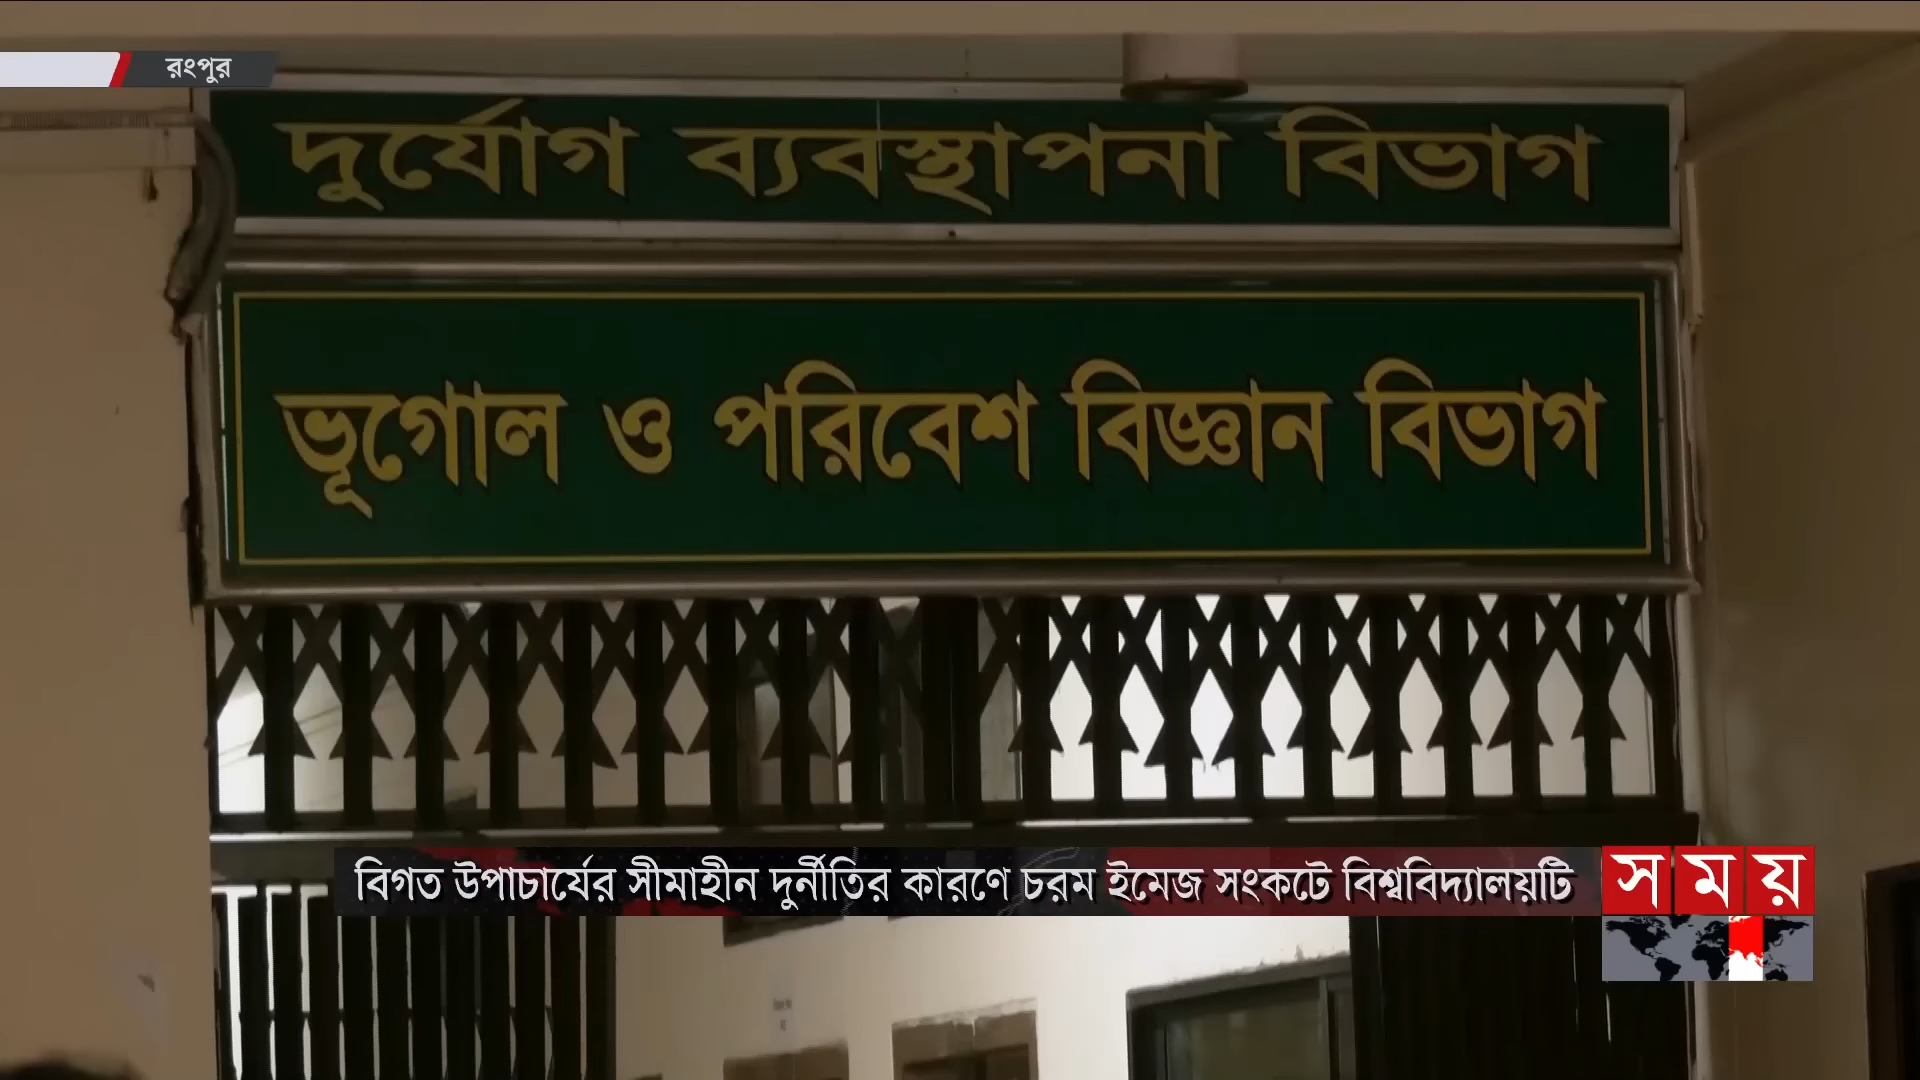 রংপুর
দুর্যোগ ব্যবস্থাপনা বিভাগ
ভূগোল ও পরিবেশ বিজ্ঞান বিভাগ
বিগত উপাচার্যের সীমাহীন দুর্নীতির কারণে চরম ইমেজ সংকটে বিশ্ববিদ্যালয়টি
সময়